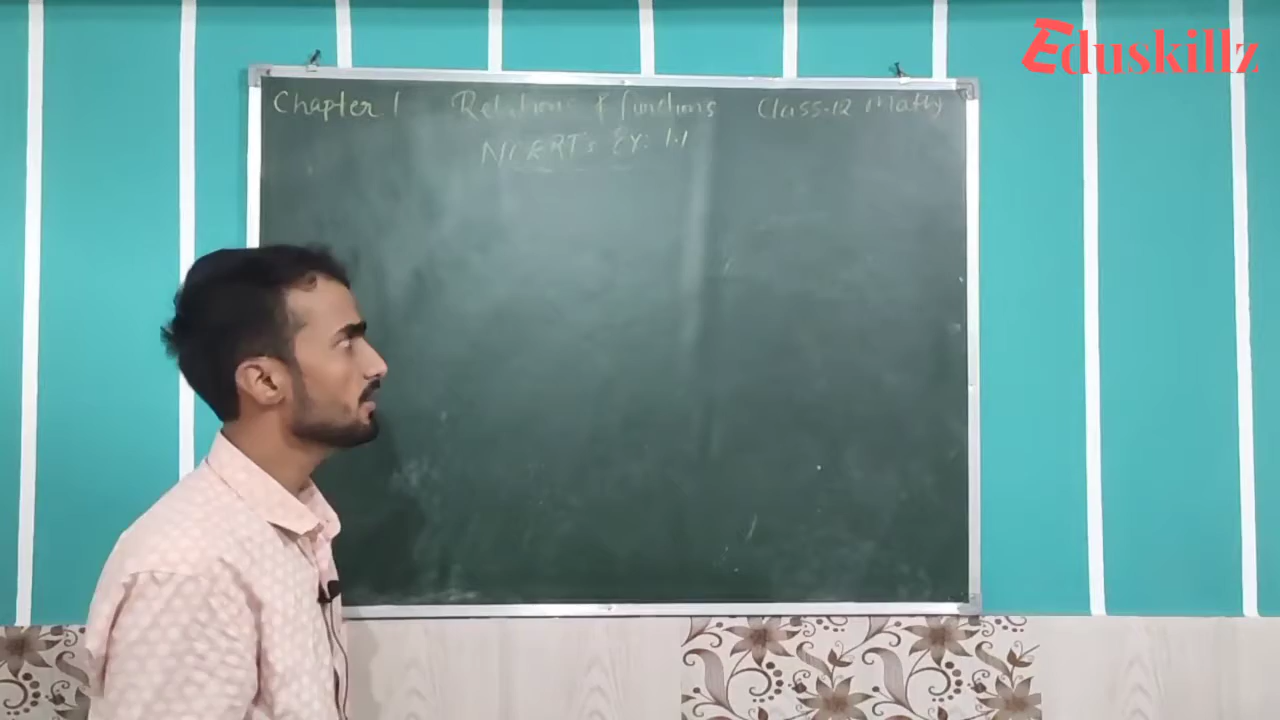 Eduskillz
Chapter 1 Relations & functions Class-12 Maths
NCERT's Ex: 1.1